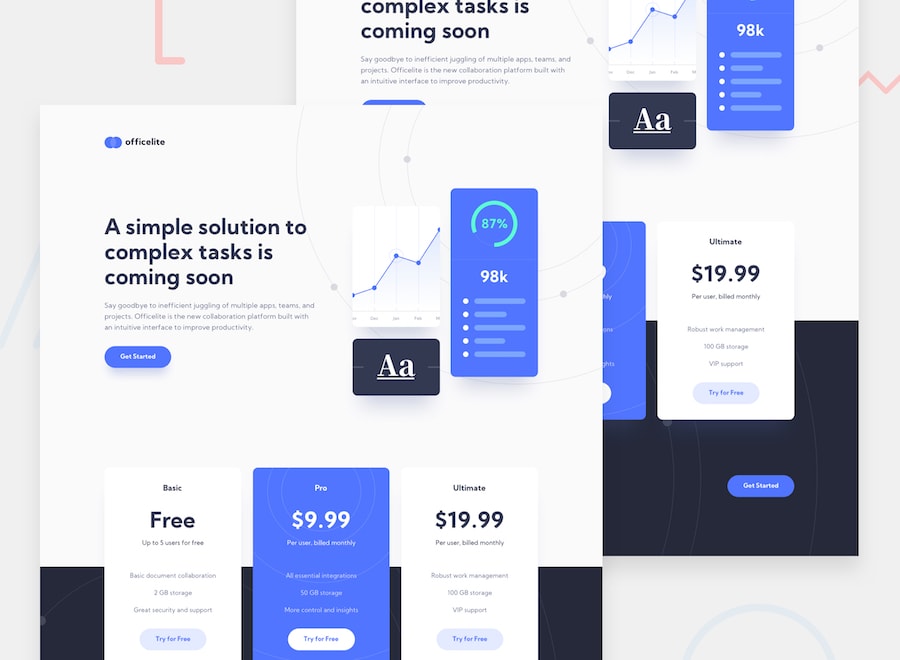 complex tasks is
coming soon
Say goodbye to inefficient juggling of multiple apps, teams, and
projects. Officelite is the new collaboration platform built with
an intuitive interface to improve productivity.
Dec Jan Feb
98k
Aa
officelite
A simple solution to
complex tasks is
coming soon
Say goodbye to inefficient juggling of multiple apps, teams, and
projects. Officelite is the new collaboration platform built with
an intuitive interface to improve productivity.
Get Started
Dec Jan Feb
Aa
87%
98k
Ultimate
$19.99
Per user, billed monthly
Robust work management
100 GB storage
VIP support
Try for Free
Get Started
Basic
Free
Up to 5 users for free
Basic document collaboration
2 GB storage
Great security and support
Try for Free
Pro
$9.99
Per user, billed monthly
All essential integrations
50 GB storage
More control and insights
Try for Free
Ultimate
$19.99
Per user, billed monthly
Robust work management
100 GB storage
VIP support
Try for Free